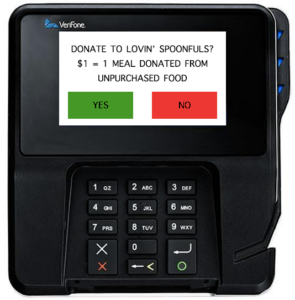 VeriFone
DONATE TO LOVIN' SPOONFULS?
$1 = 1 MEAL DONATED FROM
UNPURCHASED FOOD
YES NO
1 QZ 2 ABC 3 DEF
4 GHI 5 JKL 6 MNO
7 PRS 8 TUV 9 WXY
0